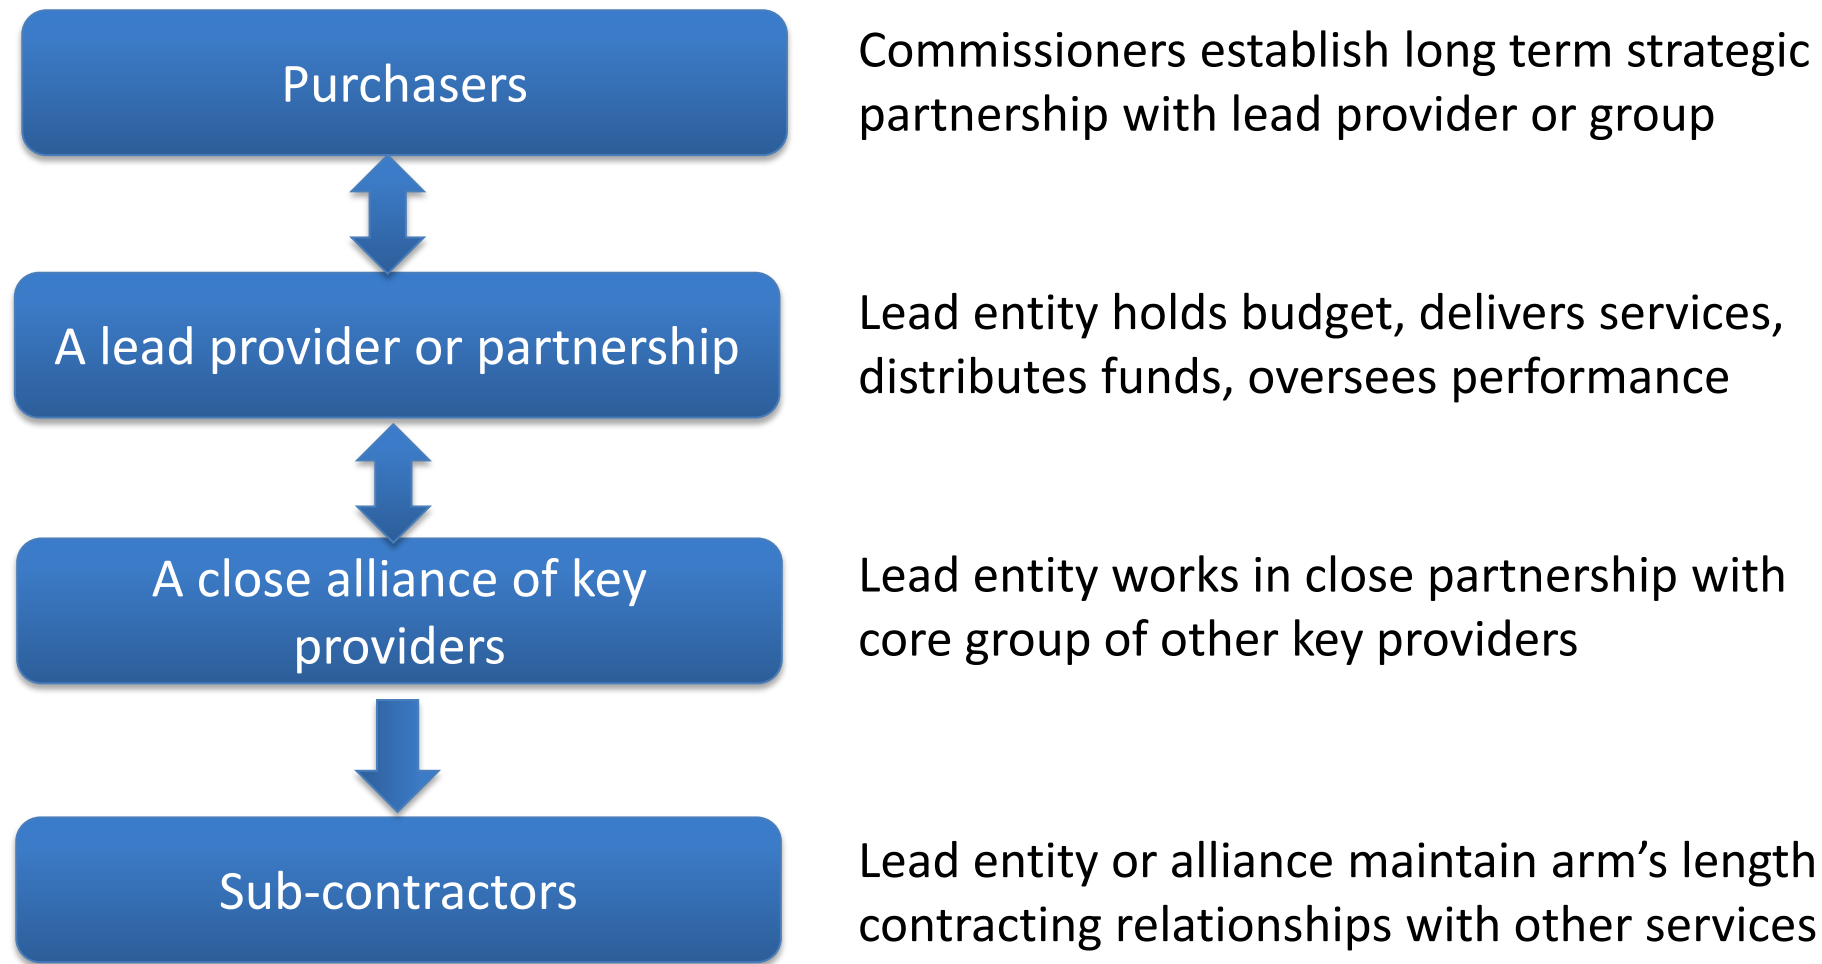 Purchasers
Commissioners establish long term strategic
partnership with lead provider or group
A lead provider or partnership
Lead entity holds budget, delivers services,
distributes funds, oversees performance
A close alliance of key
providers
Lead entity works in close partnership with
core group of other key providers
Sub-contractors
Lead entity or alliance maintain arm’s length
contracting relationships with other services